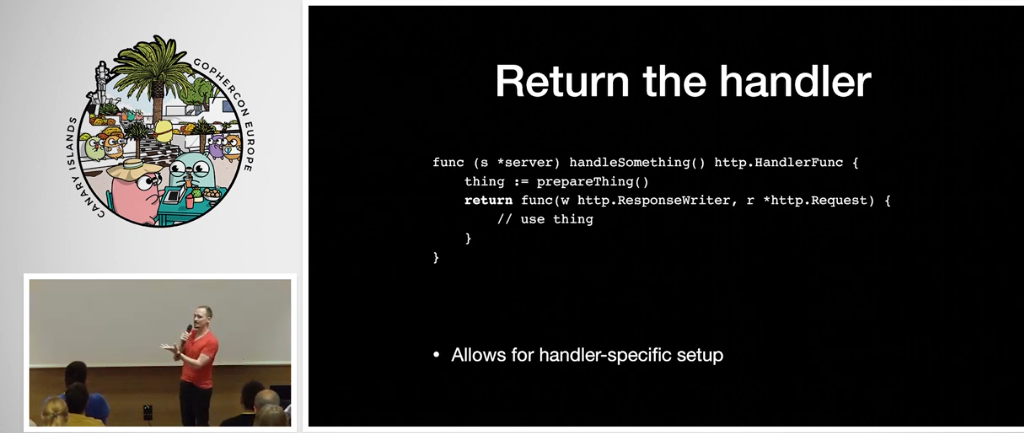 CANARY ISLANDS
GOPHERCON EUROPE
Return the handler
func (s *server) handleSomething() http.HandlerFunc {
    thing := prepareThing()
    return func(w http.ResponseWriter, r *http.Request) {
        // use thing
    }
}
• Allows for handler-specific setup